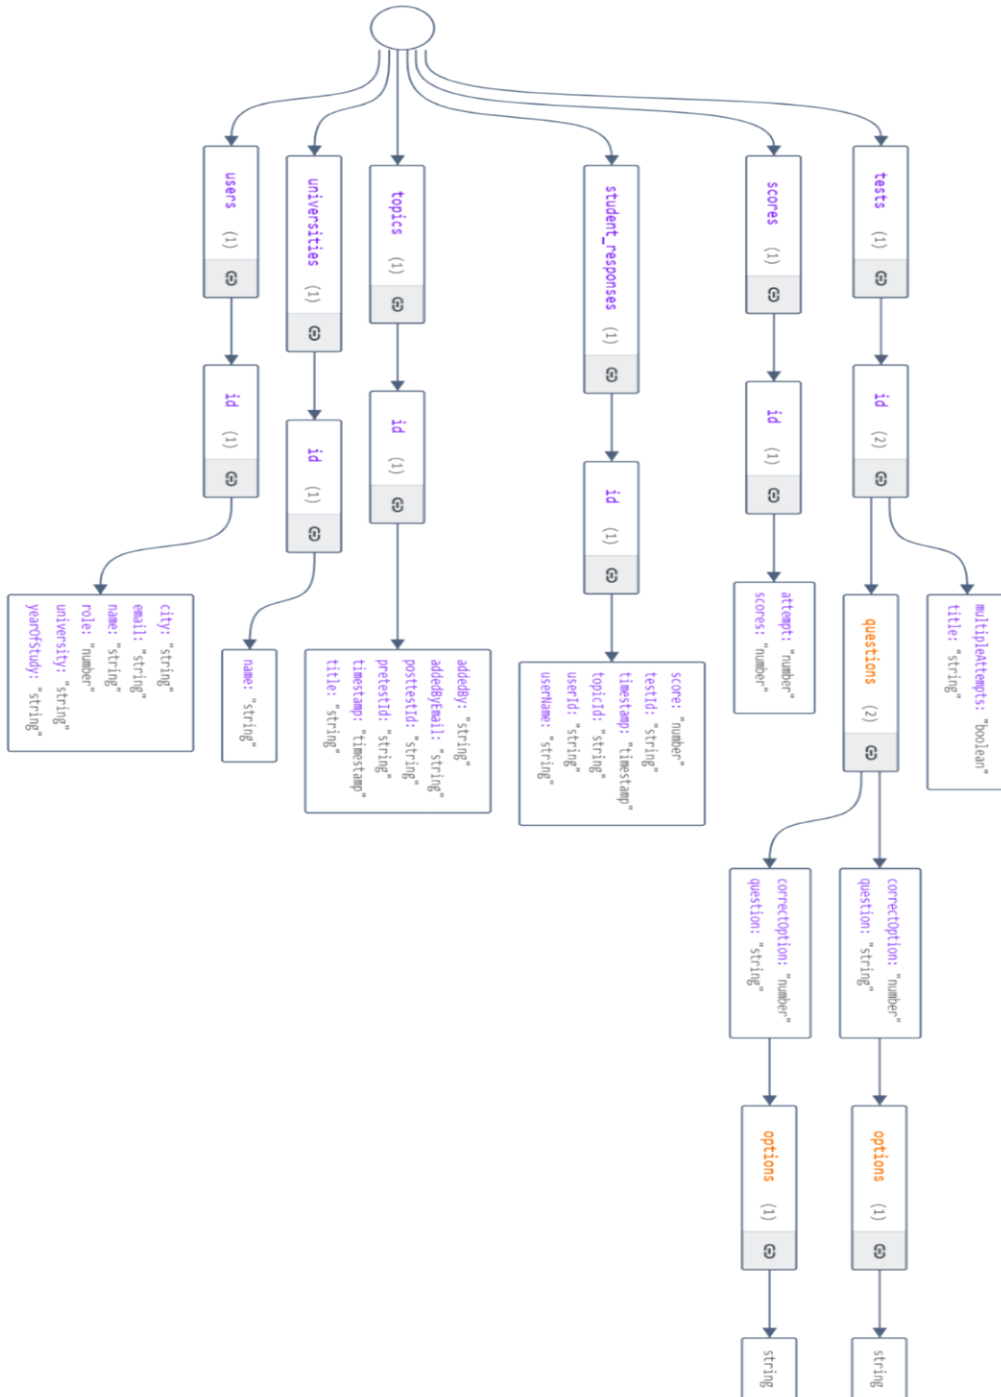 tests (1)
id (2)
multipleAttempts: "boolean"
title: "string"
questions (2)
correctOption: "number"
question: "string"
options (1)
string
correctOption: "number"
question: "string"
options (1)
string
scores (1)
id (1)
attempt: "number"
scores: "number"
student_responses (1)
id (1)
score: "number"
testId: "string"
timestamp: "timestamp"
topicId: "string"
userId: "string"
userName: "string"
topics (1)
id (1)
addedBy: "string"
addedByEmail: "string"
posttestId: "string"
pretestId: "string"
timestamp: "timestamp"
title: "string"
universities (1)
id (1)
name: "string"
users (1)
id (1)
city: "string"
email: "string"
name: "string"
role: "number"
university: "string"
yearOfStudy: "string"